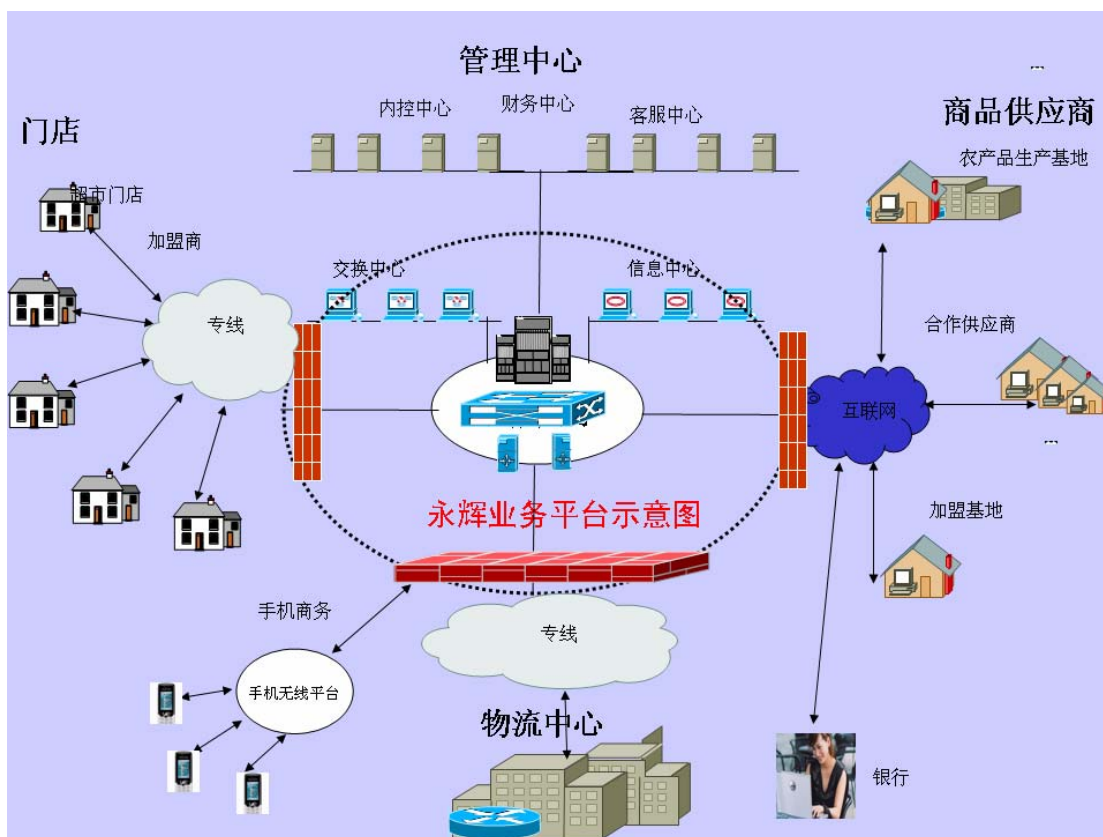 管理中心
内控中心
财务中心
客服中心
门店
商品供应商
农产品生产基地
超市门店
加盟商
交换中心
信息中心
专线
合作供应商
互联网
永辉业务平台示意图
加盟基地
手机商务
专线
手机无线平台
物流中心
银行